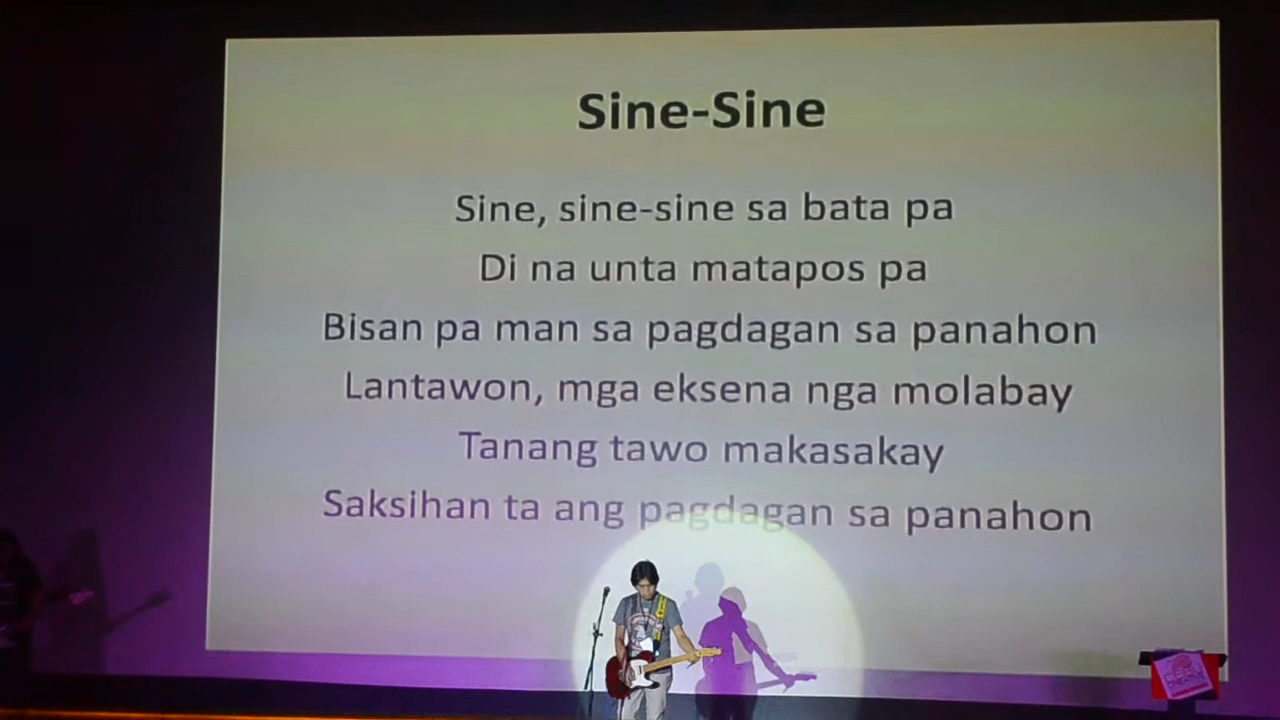 Sine-Sine
Sine, sine-sine sa bata pa
Di na unta matapos pa
Bisan pa man sa pagdagan sa panahon
Lantawon, mga eksena nga molabay
Tanang tawo makasakay
Saksihan ta ang pagdagan sa panahon